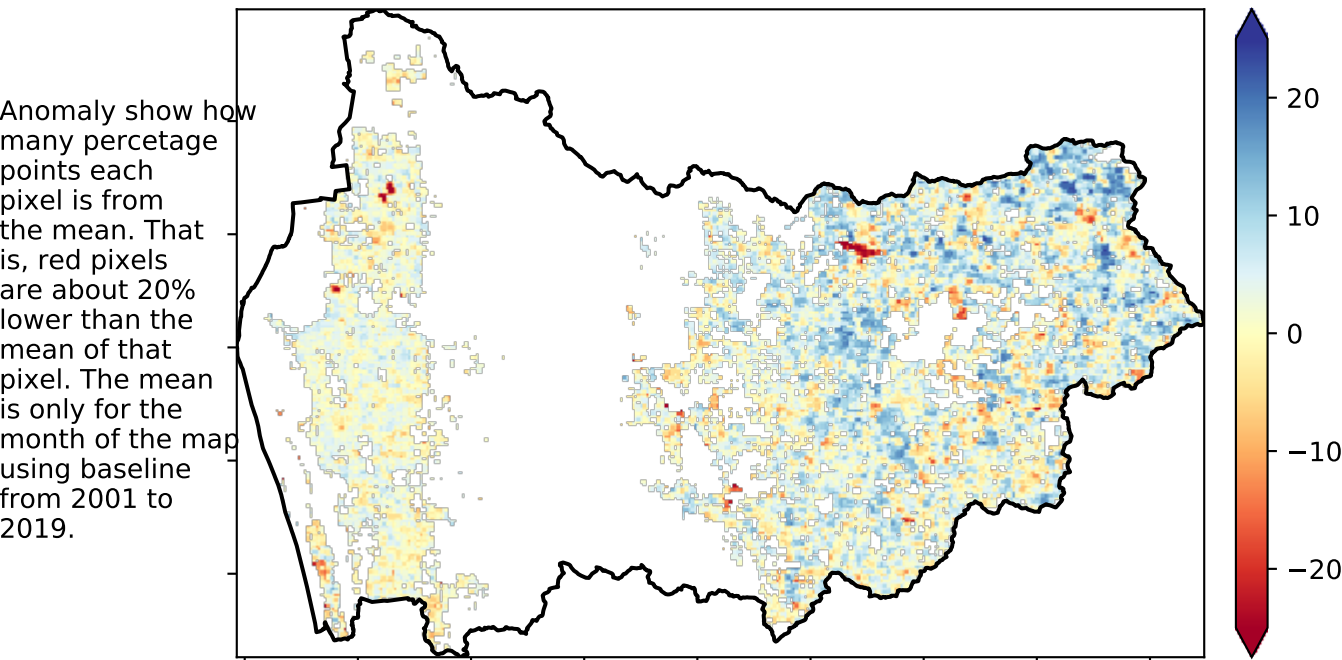 Anomaly show how
many percetage
points each
pixel is from
the mean. That
is, red pixels
are about 20%
lower than the
mean of that
pixel. The mean
is only for the
month of the map
using baseline
from 2001 to
2019.
20
10
0
−10
−20